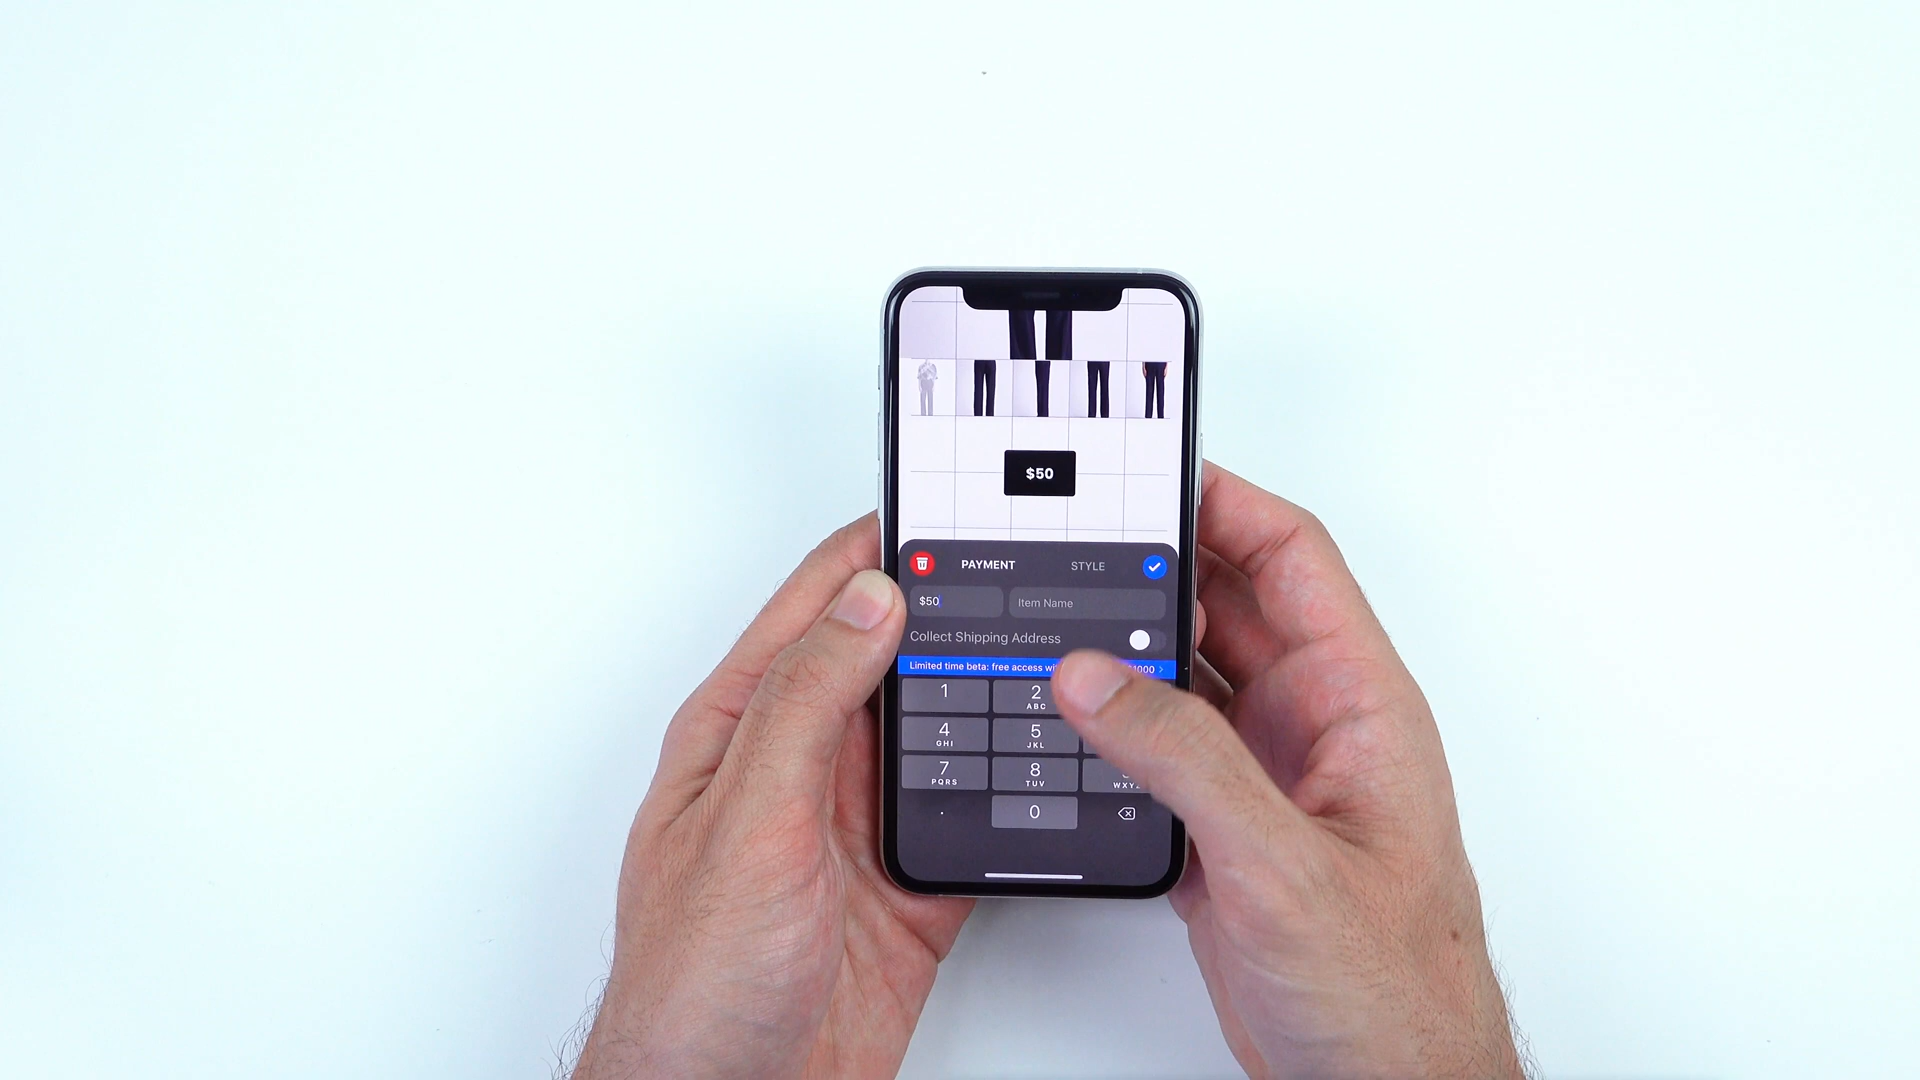 $50
PAYMENT STYLE
$50 Item Name
Collect Shipping Address
Limited time beta: free access 1000
1 2
ABC
4 5
GHI JKL
7 8
PQRS TUV WXYZ
. 0